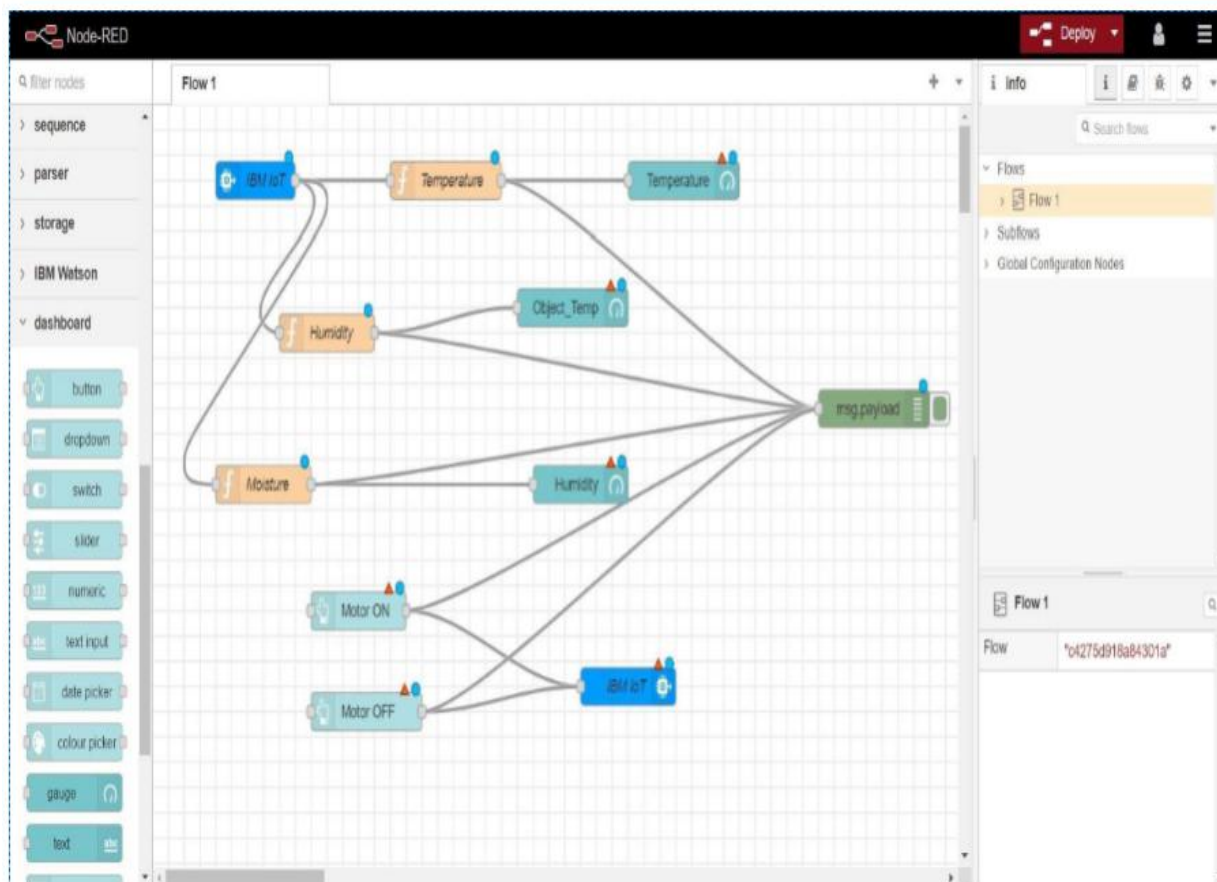 Node-RED
Deploy
filter nodes
sequence
parser
storage
IBM Watson
dashboard
button
dropdown
switch
slider
numeric
text input
date picker
colour picker
gauge
text
abc
Flow 1
IBM IoT
Temperature
Temperature
Humidity
Object_Temp
msg.payload
Moisture
Humidity
Motor ON
Motor OFF
IBM IoT
i Info
i
Search flows
Flows
Flow 1
Subflows
Global Configuration Nodes
Flow 1
Flow "c4275d918a84301a"